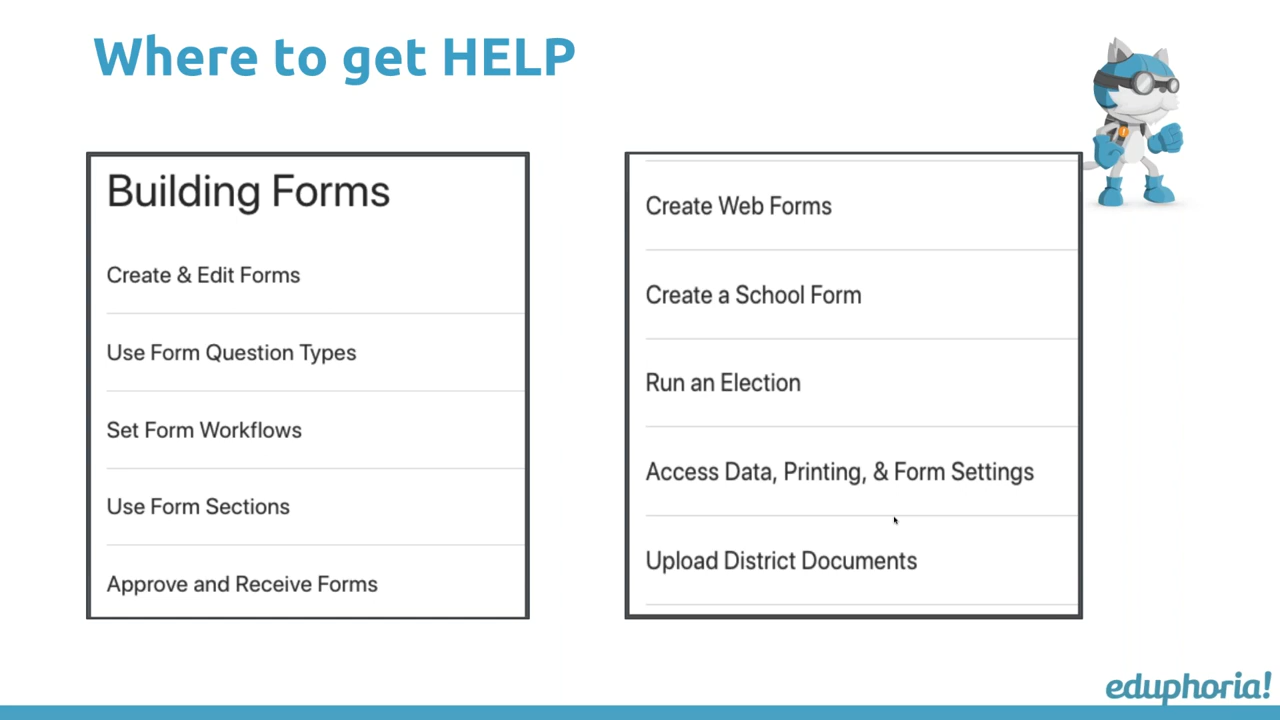 Where to get HELP
Building Forms
Create & Edit Forms
Use Form Question Types
Set Form Workflows
Use Form Sections
Approve and Receive Forms
Create Web Forms
Create a School Form
Run an Election
Access Data, Printing, & Form Settings
Upload District Documents
eduphoria!